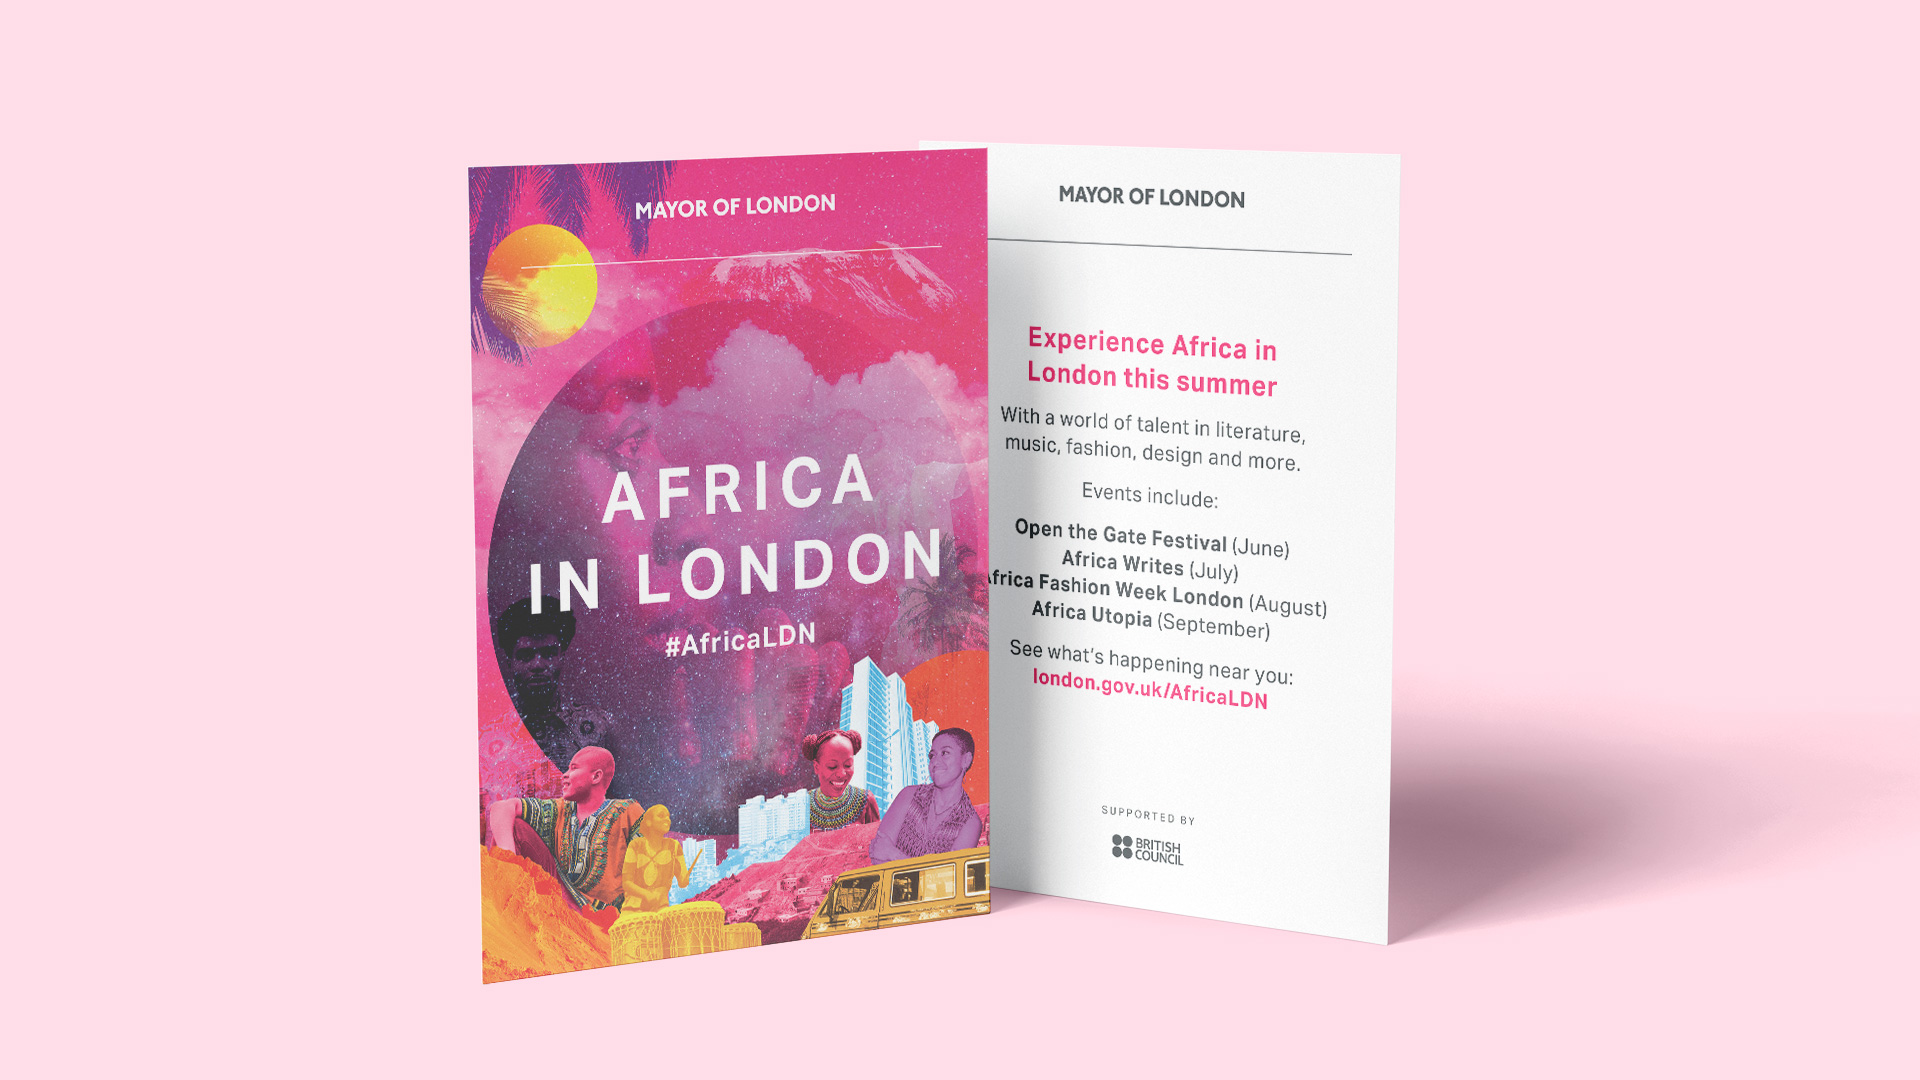 MAYOR OF LONDON
AFRICA
IN LONDON
#AfricaLDN
MAYOR OF LONDON
Experience Africa in
London this summer
With a world of talent in literature,
music, fashion, design and more.
Events include:
Open the Gate Festival (June)
Africa Writes (July)
Africa Fashion Week London (August)
Africa Utopia (September)
See what's happening near you:
london.gov.uk/AfricaLDN
SUPPORTED BY
BRITISH
COUNCIL